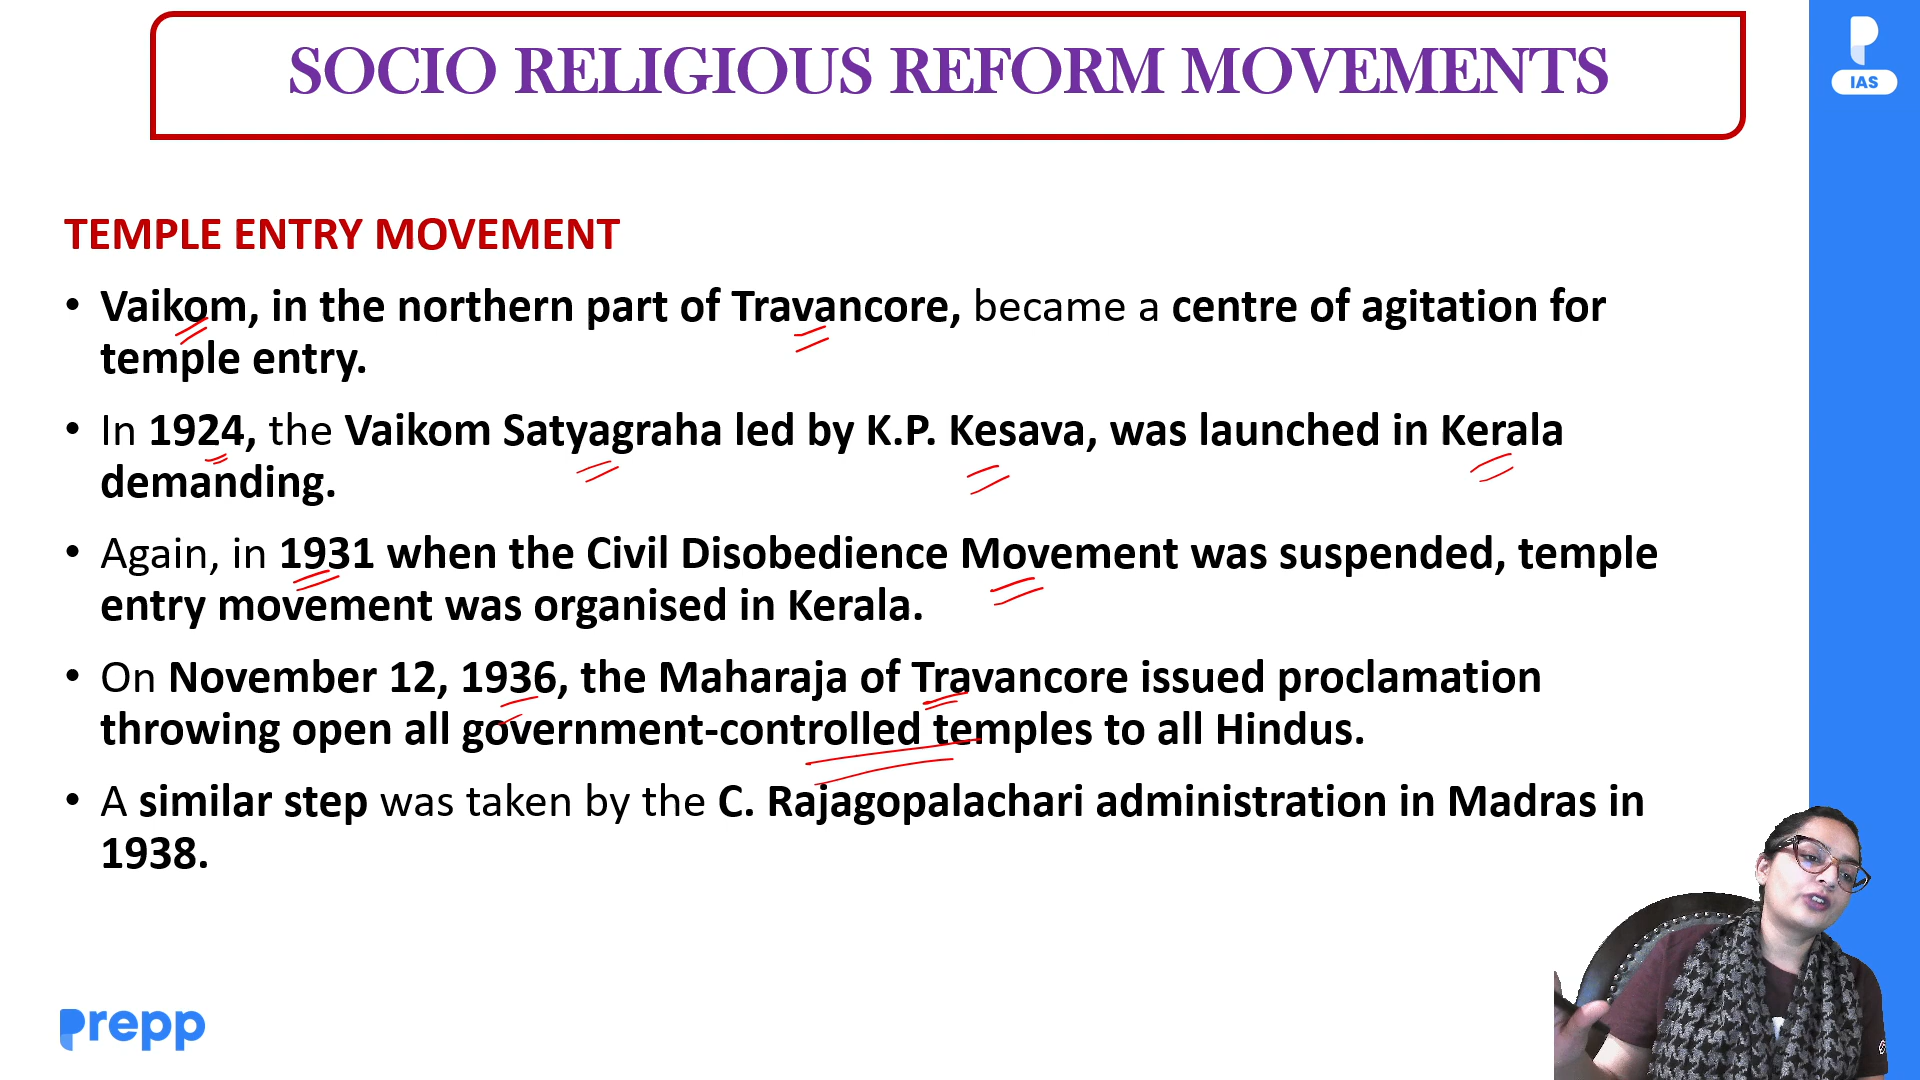 SOCIO RELIGIOUS REFORM MOVEMENTS
IAS
TEMPLE ENTRY MOVEMENT
• Vaikom, in the northern part of Travancore, became a centre of agitation for
temple entry.
• In 1924, the Vaikom Satyagraha led by K.P. Kesava, was launched in Kerala
demanding.
• Again, in 1931 when the Civil Disobedience Movement was suspended, temple
entry movement was organised in Kerala.
• On November 12, 1936, the Maharaja of Travancore issued proclamation
throwing open all government-controlled temples to all Hindus.
• A similar step was taken by the C. Rajagopalachari administration in Madras in
1938.
prepp